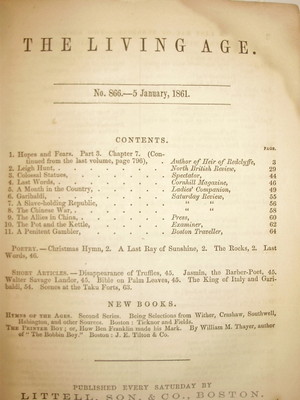 THE LIVING AGE.
No. 866.—5 January, 1861.
CONTENTS.
PAGE.
1. Hopes and Fears. Part 3. Chapter 7. (Continued from the last volume, page 796), Author of Heir of Redclyffe, 3
2. Leigh Hunt, North British Review, 29
3. Colossal Statues, Spectator, 44
4. Lost Words, Cornhill Magazine, 46
5. A Month in the Country, Ladies' Companion, 49
6. Garibaldi, Saturday Review, 55
7. A Slave-holding Republic, " " 56
8. The Chinese War, " " 58
9. The Allies in China, Press, 60
10. The Pot and the Kettle, Examiner, 62
11. A Penitent Gambler, Boston Traveller, 64
POETRY.—Christmas Hymn, 2. A Last Ray of Sunshine, 2. The Rocks, 2. Last
Words, 46.
SHORT ARTICLES.—Disappearance of Truffles, 45. Jasmin, the Barber-Poet, 45.
Walter Savage Landor, 45. Bible on Palm Leaves, 45. The King of Italy and Gari-
baldi, 54. Scenes at the Taku Forts, 63.
NEW BOOKS.
HYMNS OF THE AGES. Second Series. Being Selections from Wither, Crashaw, Southwell,
Habington, and other Sources. Boston: Ticknor and Fields.
THE PRINTER BOY; or, How Ben Franklin made his Mark. By William M. Thayer, author
of "The Bobbin Boy." Boston: J. E. Tilton & Co.
PUBLISHED EVERY SATURDAY BY
LITTELL, SON, & CO., BOSTON.